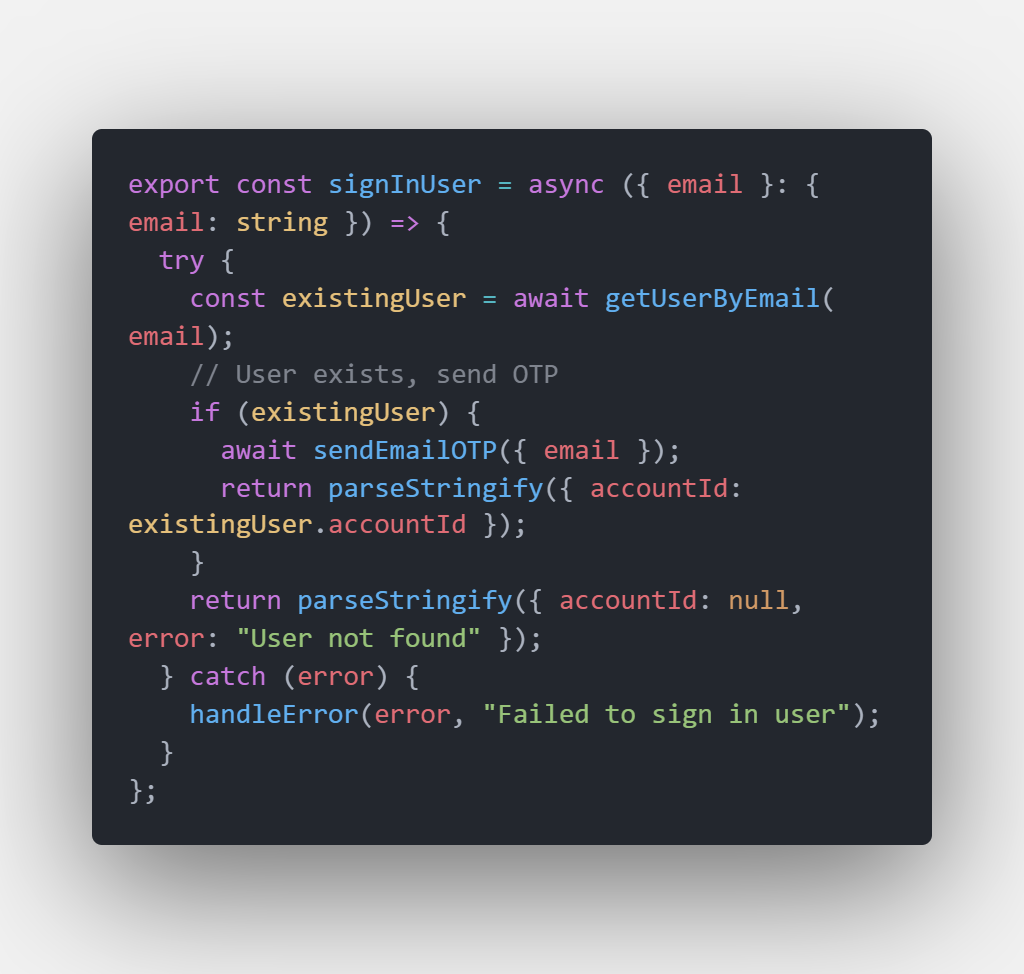 export const signInUser = async ({ email }: {
email: string }) => {
  try {
    const existingUser = await getUserByEmail(
email);
    // User exists, send OTP
    if (existingUser) {
      await sendEmailOTP({ email });
      return parseStringify({ accountId:
existingUser.accountId });
    }
    return parseStringify({ accountId: null,
error: "User not found" });
  } catch (error) {
    handleError(error, "Failed to sign in user");
  }
};